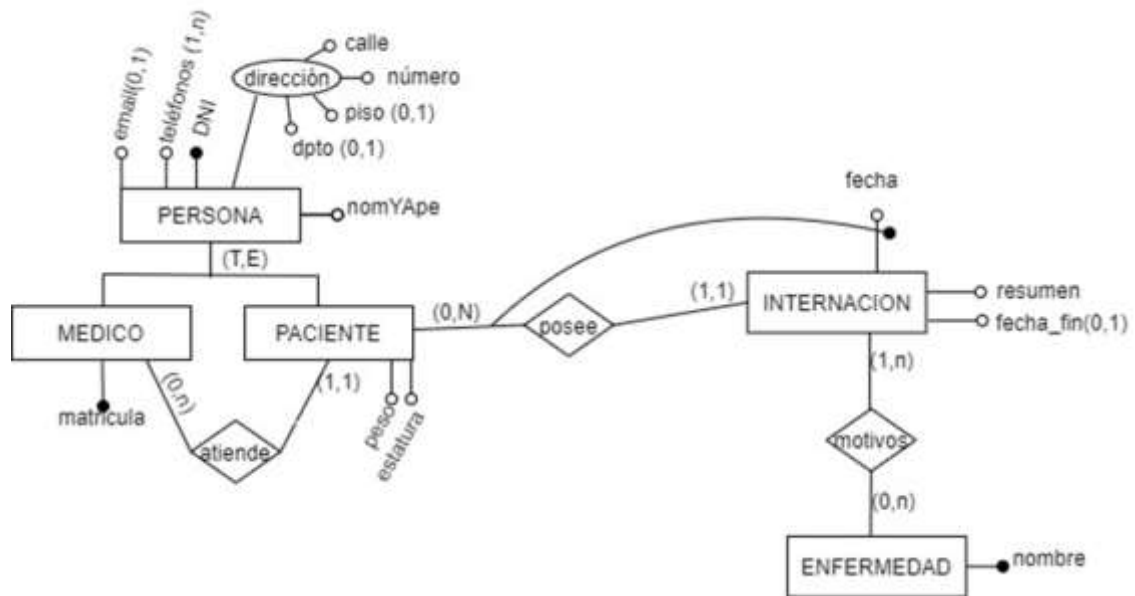 calle
dirección
número
piso (0,1)
dpto (0,1)
email(0,1)
teléfonos (1,n)
DNI
PERSONA
nomYApe
(T,E)
fecha
MEDICO
PACIENTE
(0,N)
posee
(1,1)
INTERNACION
resumen
fecha_fin(0,1)
matrícula
(0,n)
(1,1)
atiende
peso
estatura
(1,n)
motivos
(0,n)
ENFERMEDAD
nombre